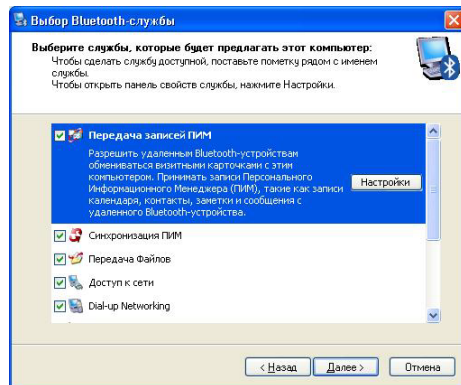 Выбор Bluetooth-службы
Выберите службы, которые будет предлагать этот компьютер:
Чтобы сделать службу доступной, поставьте пометку рядом с именем
службы.
Чтобы открыть панель свойств службы, нажмите Настройки.
Передача записей ПИМ
Разрешить удаленным Bluetooth-устройствам
обмениваться визитными карточками с этим
компьютером. Принимать записи Персонального
Информационного Менеджера (ПИМ), такие как записи
календаря, контакты, заметки и сообщения с
удаленного Bluetooth-устройства.
Настройки
Синхронизация ПИМ
Передача Файлов
Доступ к сети
Dial-up Networking
< Назад
Далее >
Отмена